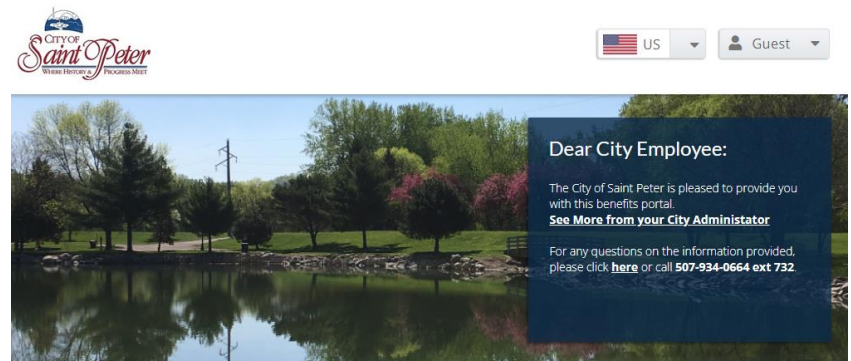 CITY OF
Saint Peter
WHERE HISTORY & PROGRESS MEET
US
Guest
Dear City Employee:
The City of Saint Peter is pleased to provide you
with this benefits portal.
See More from your City Administator
For any questions on the information provided,
please click here or call 507-934-0664 ext 732.